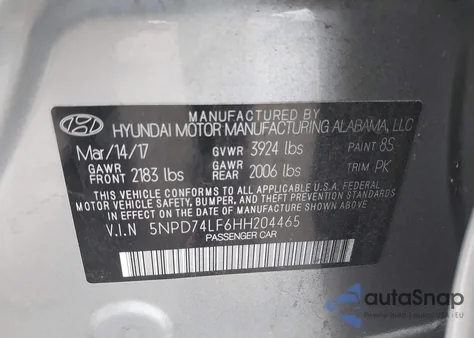 MANUFACTURED BY
HYUNDAI MOTOR MANUFACTURING ALABAMA, LLC
Mar/14/17 GVWR 3924 lbs PAINT 8S
GAWR FRONT 2183 lbs GAWR REAR 2006 lbs TRIM PK
THIS VEHICLE CONFORMS TO ALL APPLICABLE U.S.A. FEDERAL
MOTOR VEHICLE SAFETY, BUMPER, AND THEFT PREVENTION
STANDARDS IN EFFECT ON THE DATE OF MANUFACTURE SHOWN ABOVE.
V.I.N 5NPD74LF6HH204465
PASSENGER CAR
autoSnap